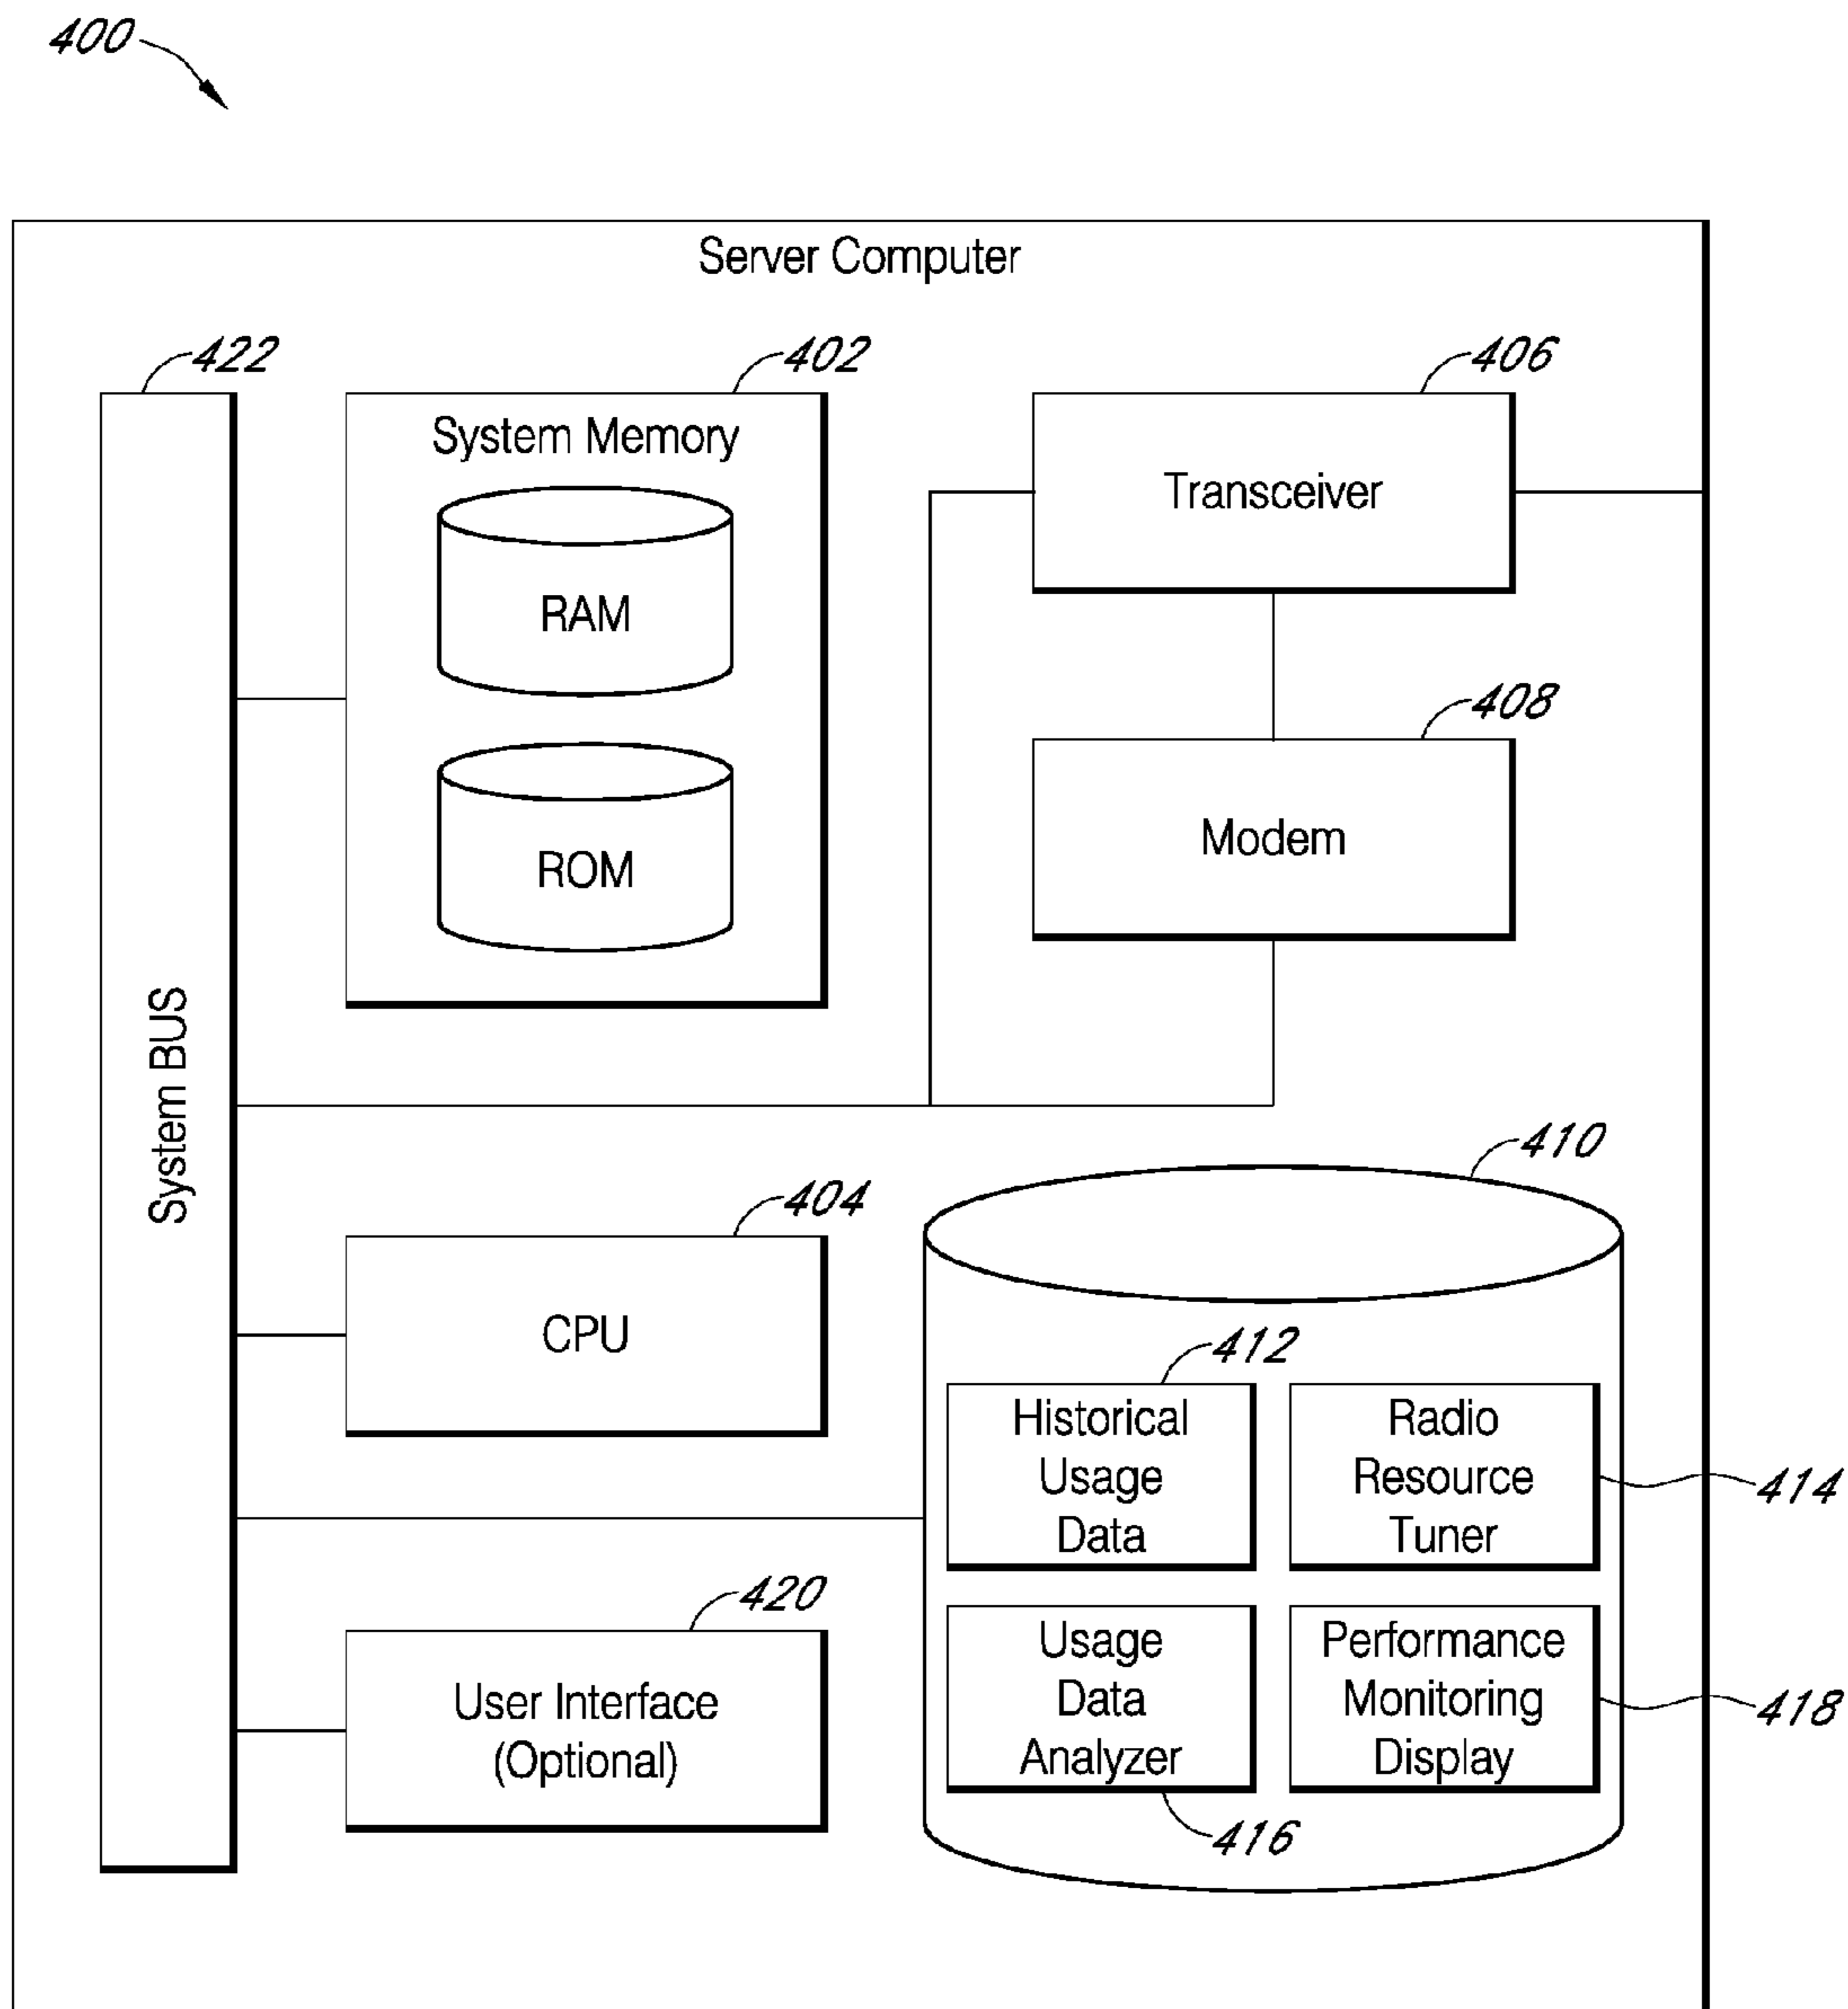 400
Server Computer
422
402
406
System Memory
Transceiver
RAM
408
Modem
ROM
System BUS
410
404
CPU
412
Historical
Usage
Data
Radio
Resource
Tuner
414
420
User Interface
(Optional)
Usage
Data
Analyzer
Performance
Monitoring
Display
418
416